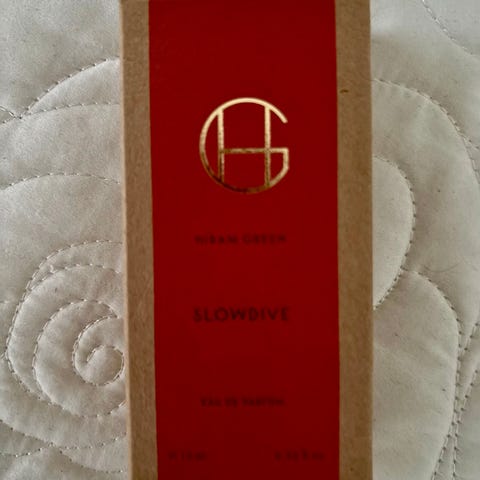 HG
HIRAM GREEN
SLOWDIVE
EAU DE PARFUM